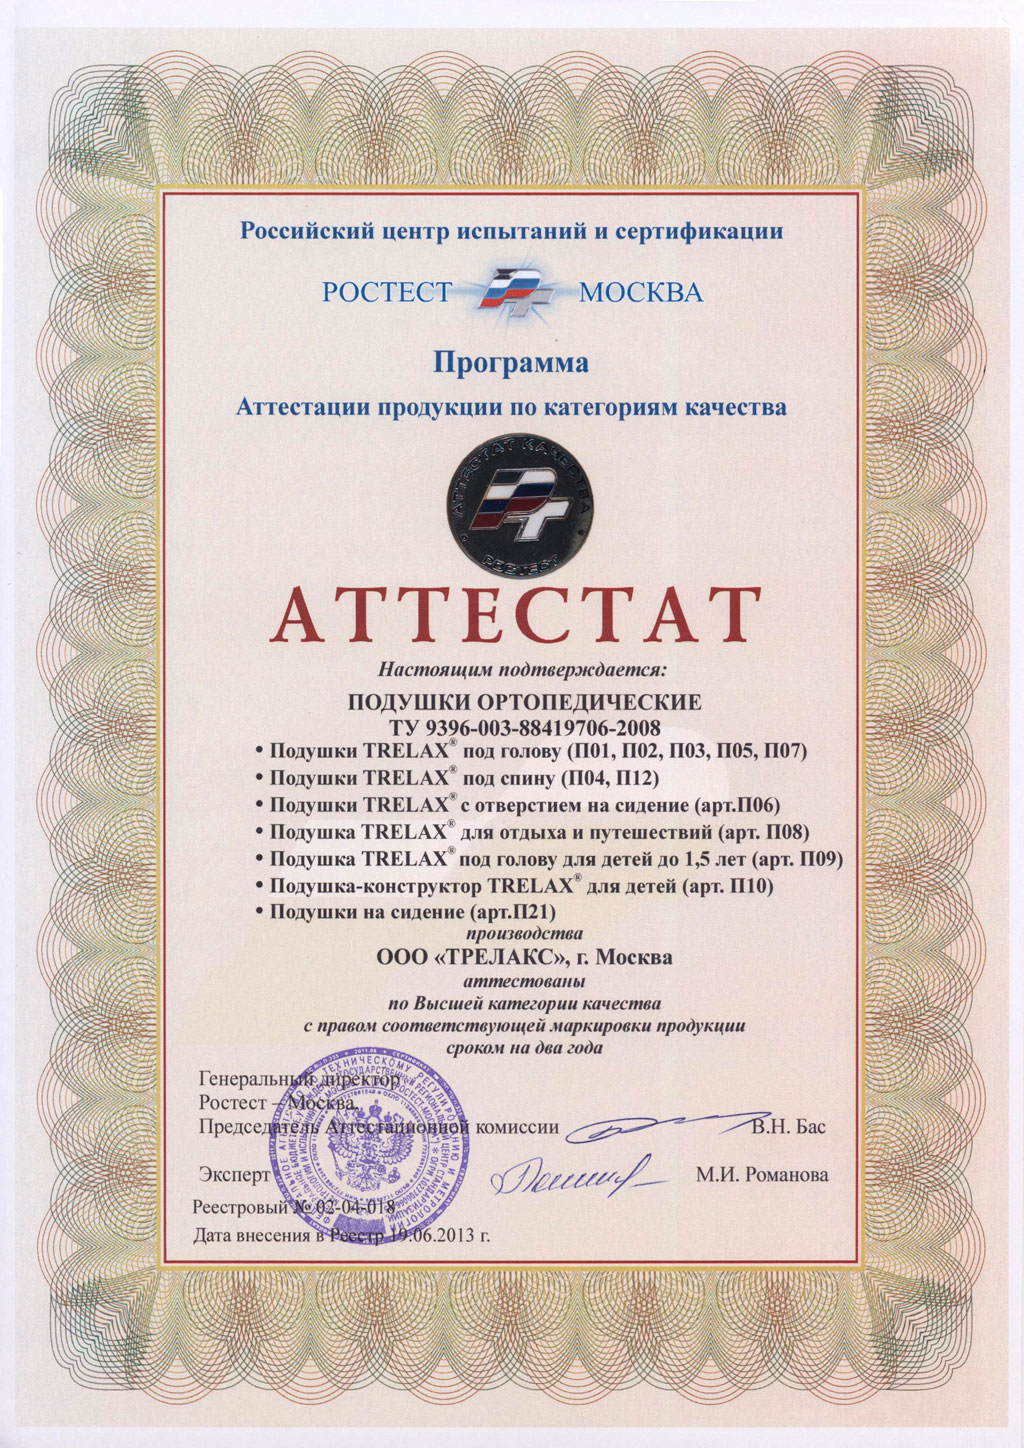 Российский центр испытаний и сертификации
РОСТЕСТ МОСКВА
Программа
Аттестации продукции по категориям качества
АТТЕСТАТ КАЧЕСТВА
РОСТЕСТ
АТТЕСТАТ
Настоящим подтверждается:
ПОДУШКИ ОРТОПЕДИЧЕСКИЕ
ТУ 9396-003-88419706-2008
• Подушки TRELAX® под голову (П01, П02, П03, П05, П07)
• Подушки TRELAX® под спину (П04, П12)
• Подушки TRELAX® с отверстием на сидение (арт.П06)
• Подушка TRELAX® для отдыха и путешествий (арт. П08)
• Подушка TRELAX® под голову для детей до 1,5 лет (арт. П09)
• Подушка-конструктор TRELAX® для детей (арт. П10)
• Подушки на сидение (арт.П21)
производства
ООО «ТРЕЛАКС», г. Москва
аттестованы
по Высшей категории качества
с правом соответствующей маркировки продукции
сроком на два года
Генеральный директор
Ростест – Москва,
Председатель Аттестационной комиссии В.Н. Бас
Эксперт М.И. Романова
Реестровый № 02-04-018
Дата внесения в Реестр 19.06.2013 г.